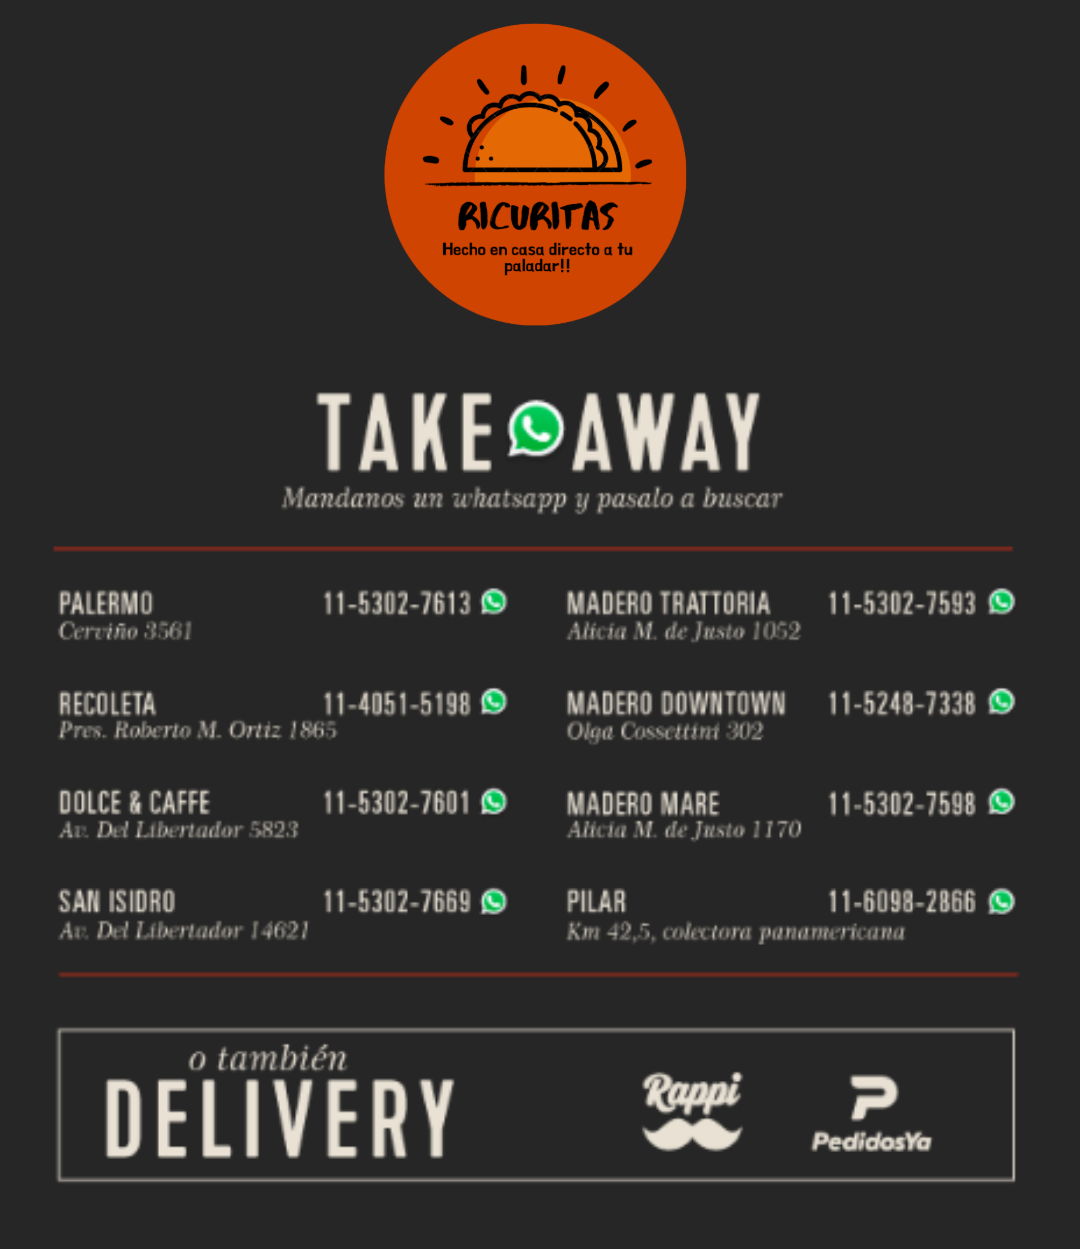 RICURITAS
Hecho en casa directo a tu
paladar!!
TAKE AWAY
Mandanos un whatsapp y pasalo a buscar
PALERMO 11-5302-7613
Cerviño 3561
RECOLETA 11-4051-5198
Pres. Roberto M. Ortiz 1865
DOLCE & CAFFE 11-5302-7601
Av. Del Libertador 5823
SAN ISIDRO 11-5302-7669
Av. Del Libertador 14621
MADERO TRATTORIA 11-5302-7593
Alicia M. de Justo 1052
MADERO DOWNTOWN 11-5248-7338
Olga Cossettini 302
MADERO MARE 11-5302-7598
Alicia M. de Justo 1170
PILAR 11-6098-2866
Km 42,5, colectora panamericana
o también
DELIVERY
Rappi
PedidosYa